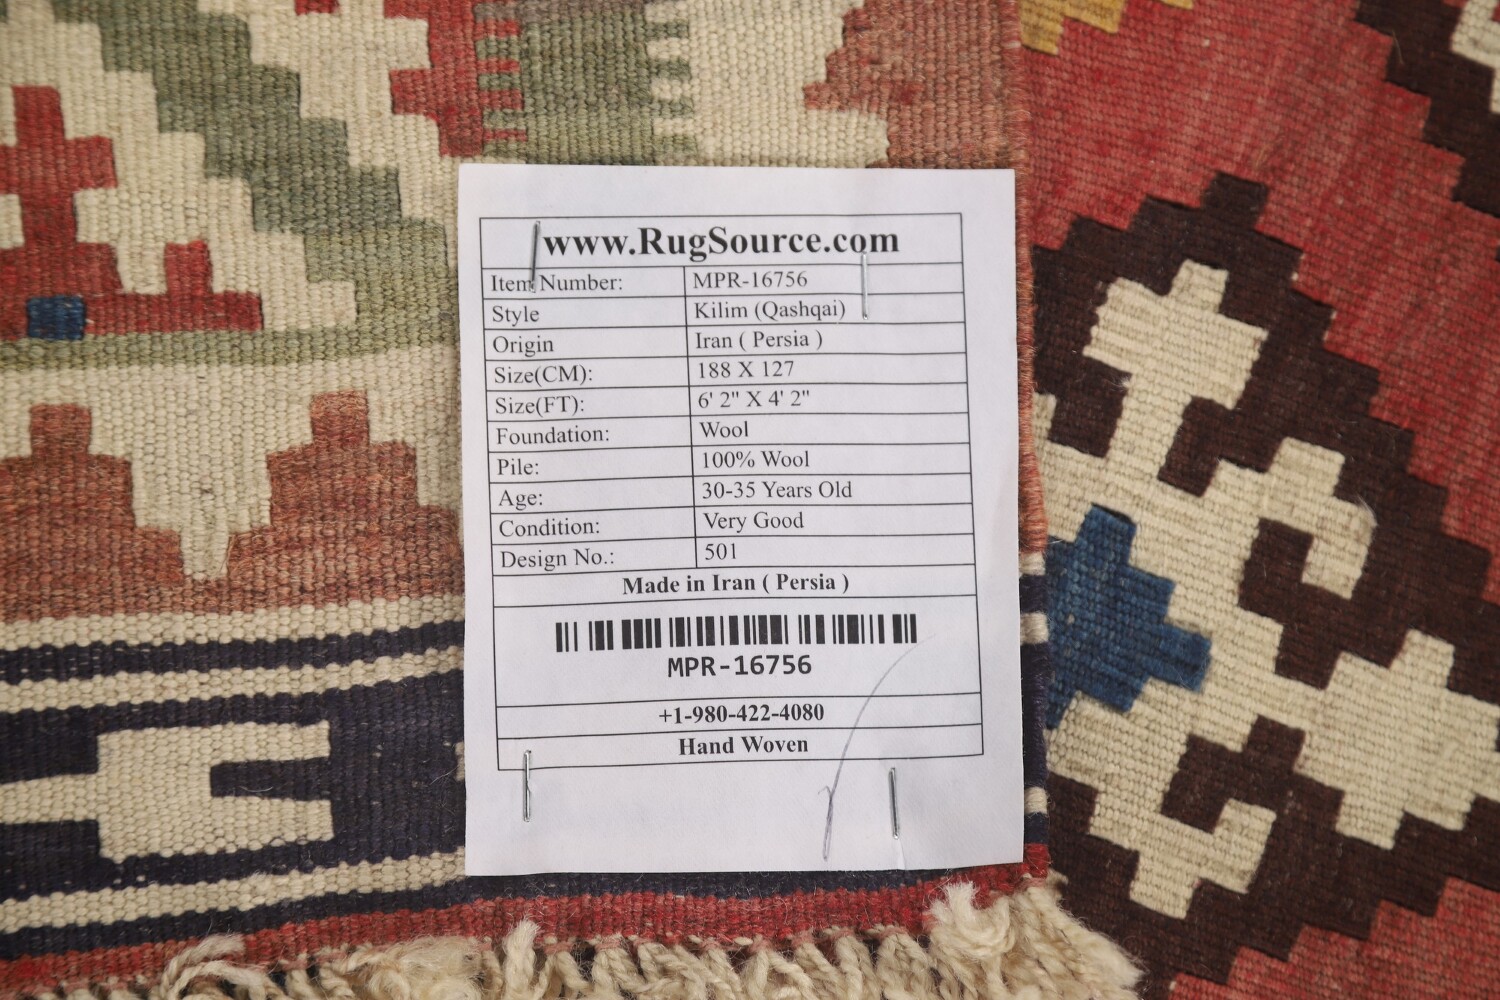 www.RugSource.com
Item Number: MPR-16756
Style Kilim (Qashqai)
Origin Iran ( Persia )
Size(CM): 188 X 127
Size(FT): 6' 2" X 4' 2"
Foundation: Wool
Pile: 100% Wool
Age: 30-35 Years Old
Condition: Very Good
Design No.: 501
Made in Iran ( Persia )
MPR-16756
+1-980-422-4080
Hand Woven